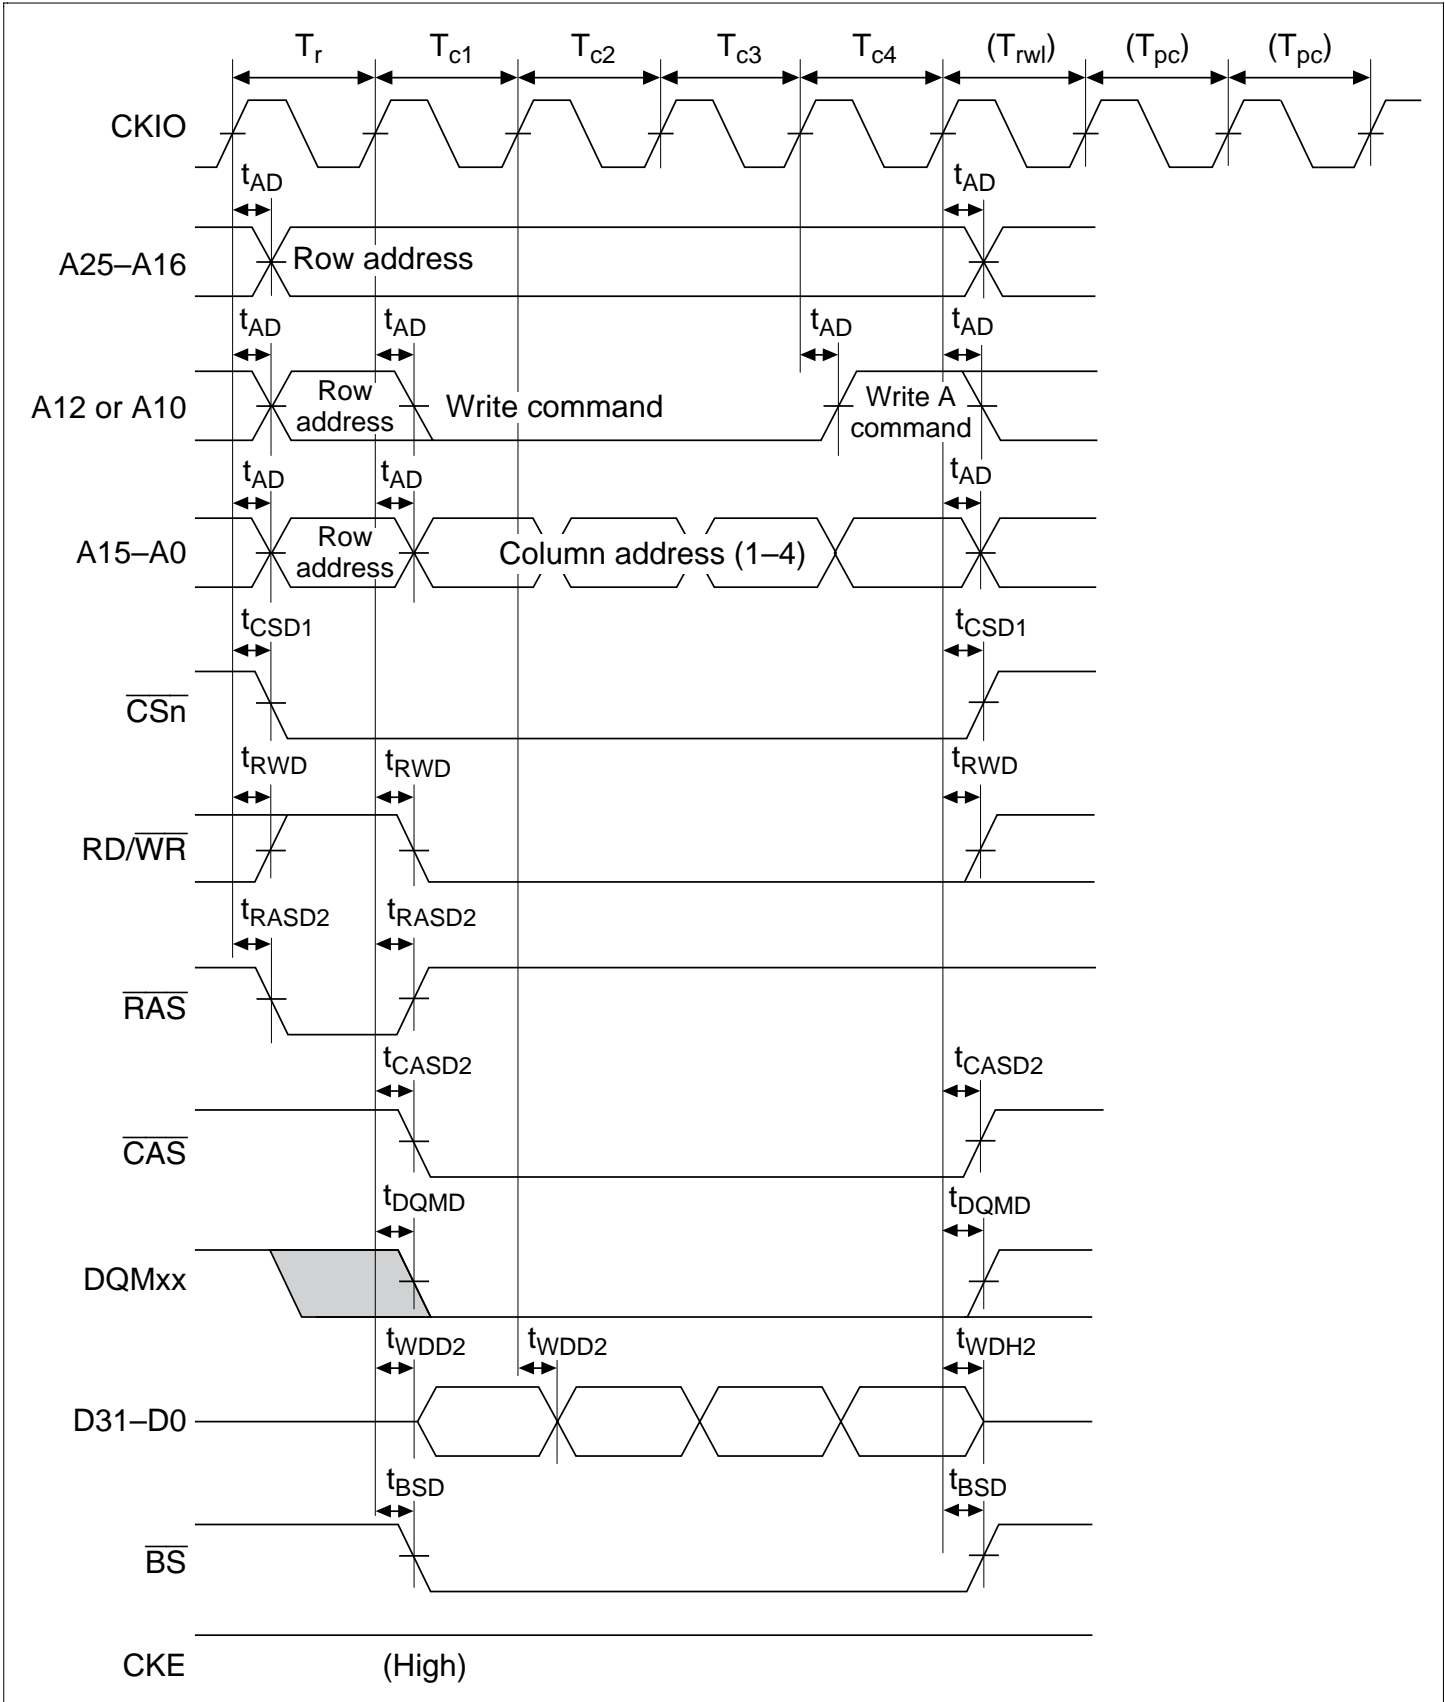 Tr Tc1 Tc2 Tc3 Tc4 (Trwl) (Tpc) (Tpc)
CKIO
tAD tAD
A25–A16 Row address
tAD tAD tAD tAD
A12 or A10 Row address Write command Write A command
tAD tAD tAD
A15–A0 Row address Column address (1–4)
tCSD1 tCSD1
CSn
tRWD tRWD tRWD
RD/WR
tRASD2 tRASD2
RAS
tCASD2 tCASD2
CAS
tDQMD tDQMD
DQMxx
tWDD2 tWDD2 tWDH2
D31–D0
tBSD tBSD
BS
CKE (High)